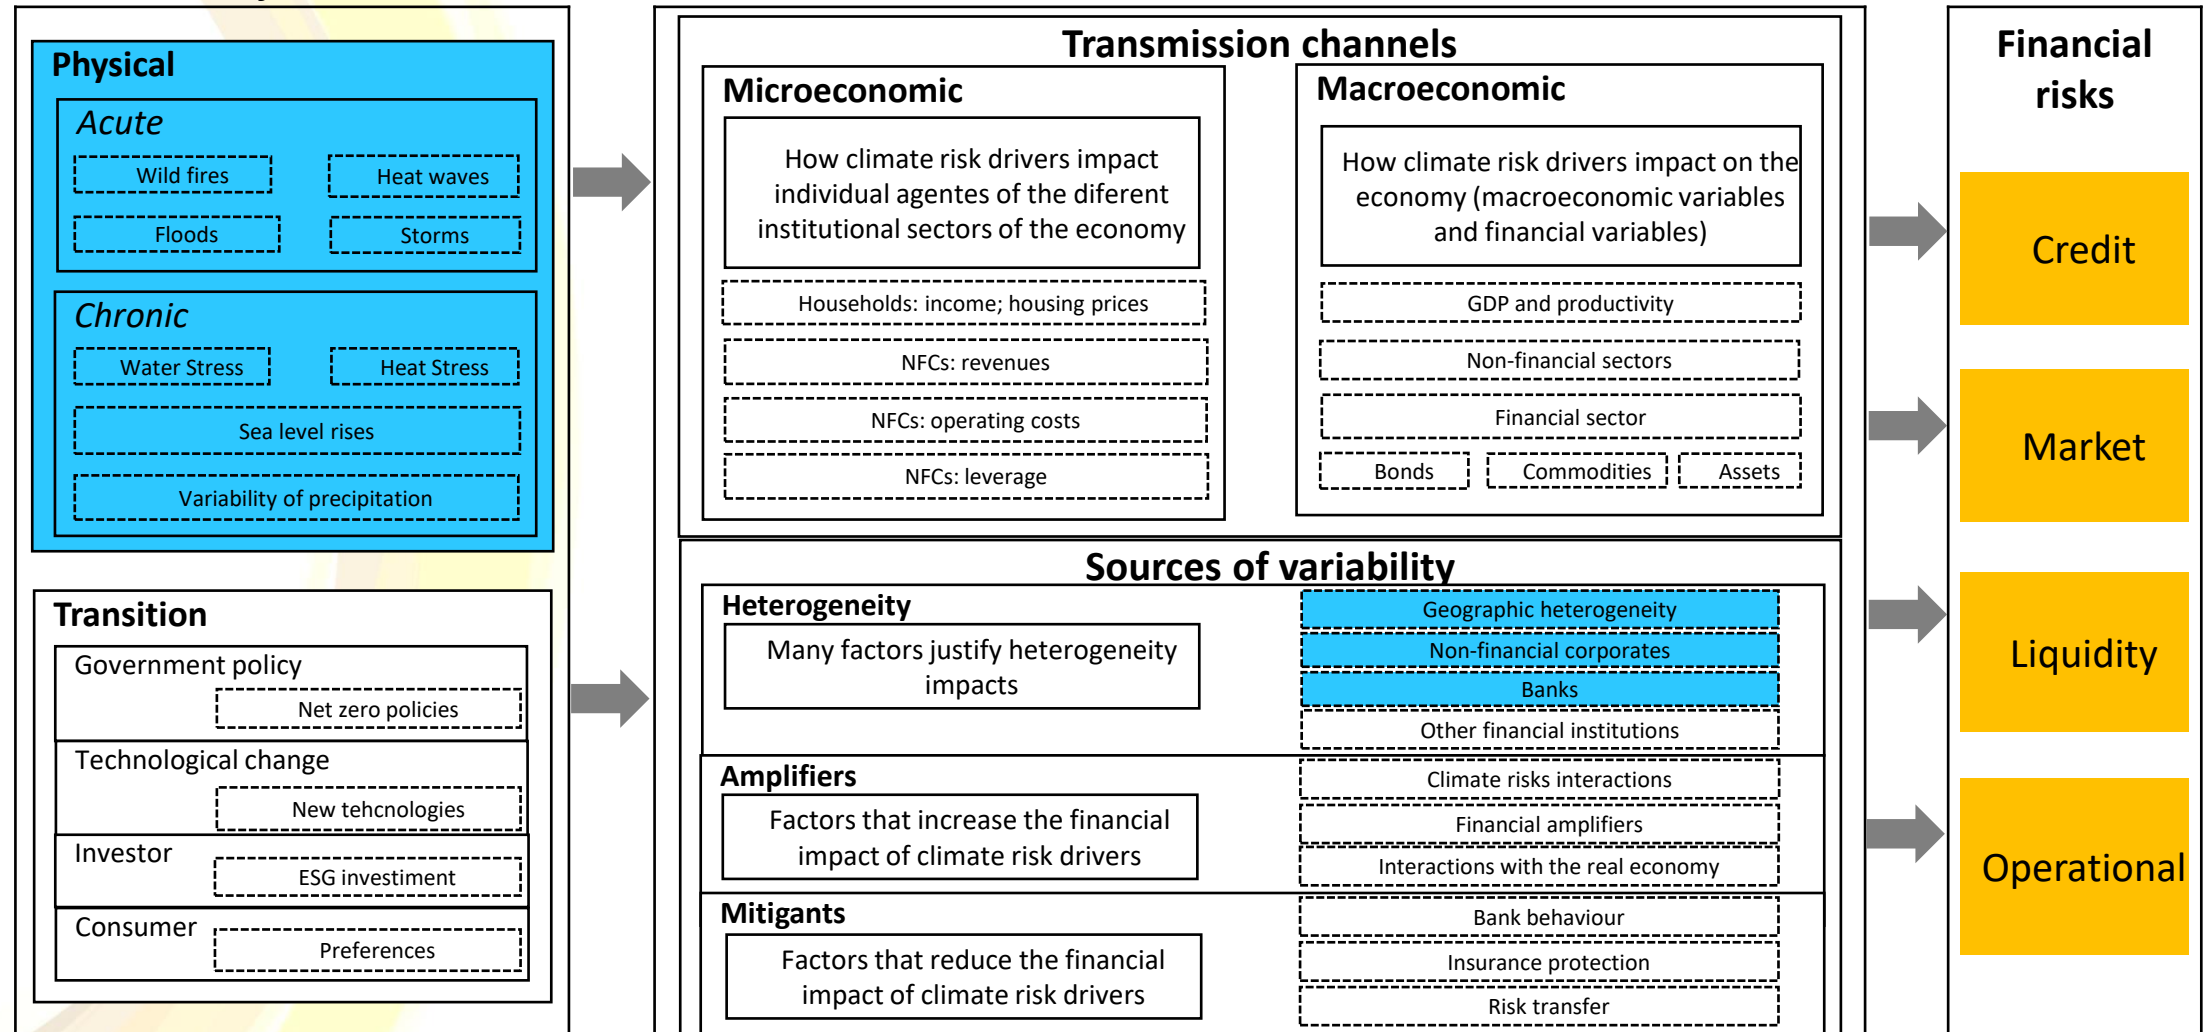 Physical
Acute
Wild fires
Heat waves
Floods
Storms
Chronic
Water Stress
Heat Stress
Sea level rises
Variability of precipitation
Transition
Government policy
Net zero policies
Technological change
New tehcnologies
Investor
ESG investiment
Consumer
Preferences
Transmission channels
Microeconomic
How climate risk drivers impact
individual agentes of the diferent
institutional sectors of the economy
Households: income; housing prices
NFCs: revenues
NFCs: operating costs
NFCs: leverage
Macroeconomic
How climate risk drivers impact on the
economy (macroeconomic variables
and financial variables)
GDP and productivity
Non-financial sectors
Financial sector
Bonds
Commodities
Assets
Sources of variability
Heterogeneity
Many factors justify heterogeneity
impacts
Geographic heterogeneity
Non-financial corporates
Banks
Other financial institutions
Amplifiers
Factors that increase the financial
impact of climate risk drivers
Climate risks interactions
Financial amplifiers
Interactions with the real economy
Mitigants
Factors that reduce the financial
impact of climate risk drivers
Bank behaviour
Insurance protection
Risk transfer
Financial
risks
Credit
Market
Liquidity
Operational